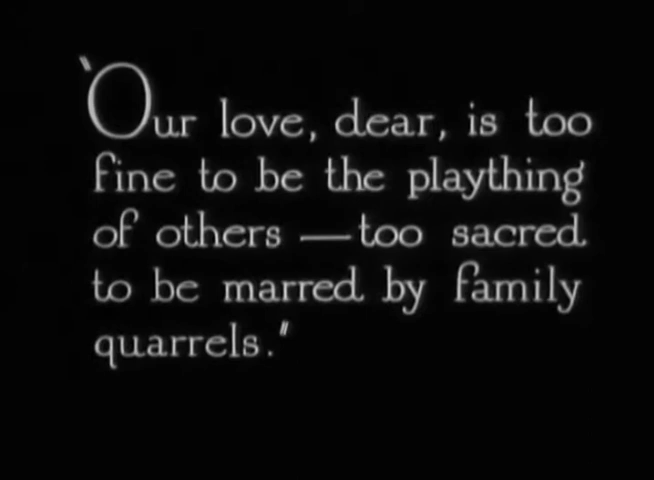 "Our love, dear, is too
fine to be the plaything
of others — too sacred
to be marred by family
quarrels."